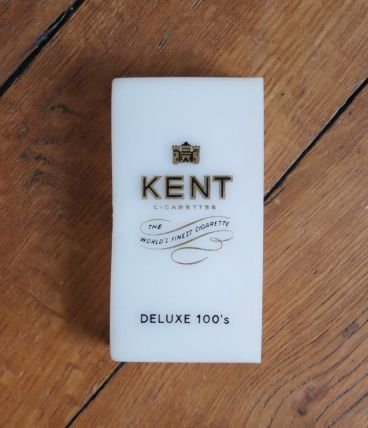 KENT
CIGARETTES
THE
WORLD'S FINEST CIGARETTE
DELUXE 100's